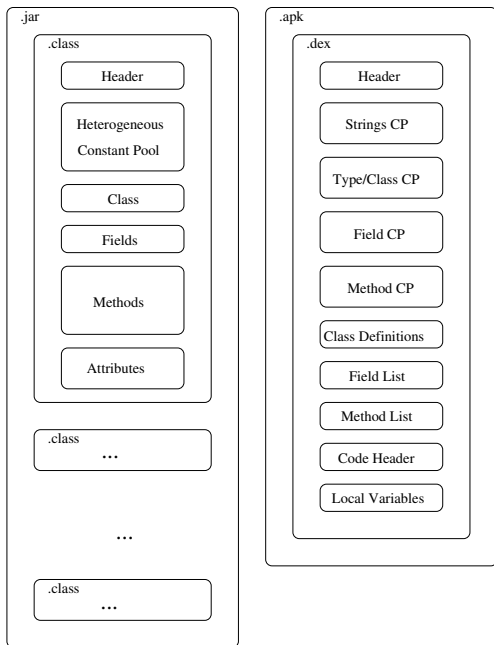 .jar
.class
Header
Heterogeneous
Constant Pool
Class
Fields
Methods
Attributes
.class
...
...
.class
...
.apk
.dex
Header
Strings CP
Type/Class CP
Field CP
Method CP
Class Definitions
Field List
Method List
Code Header
Local Variables